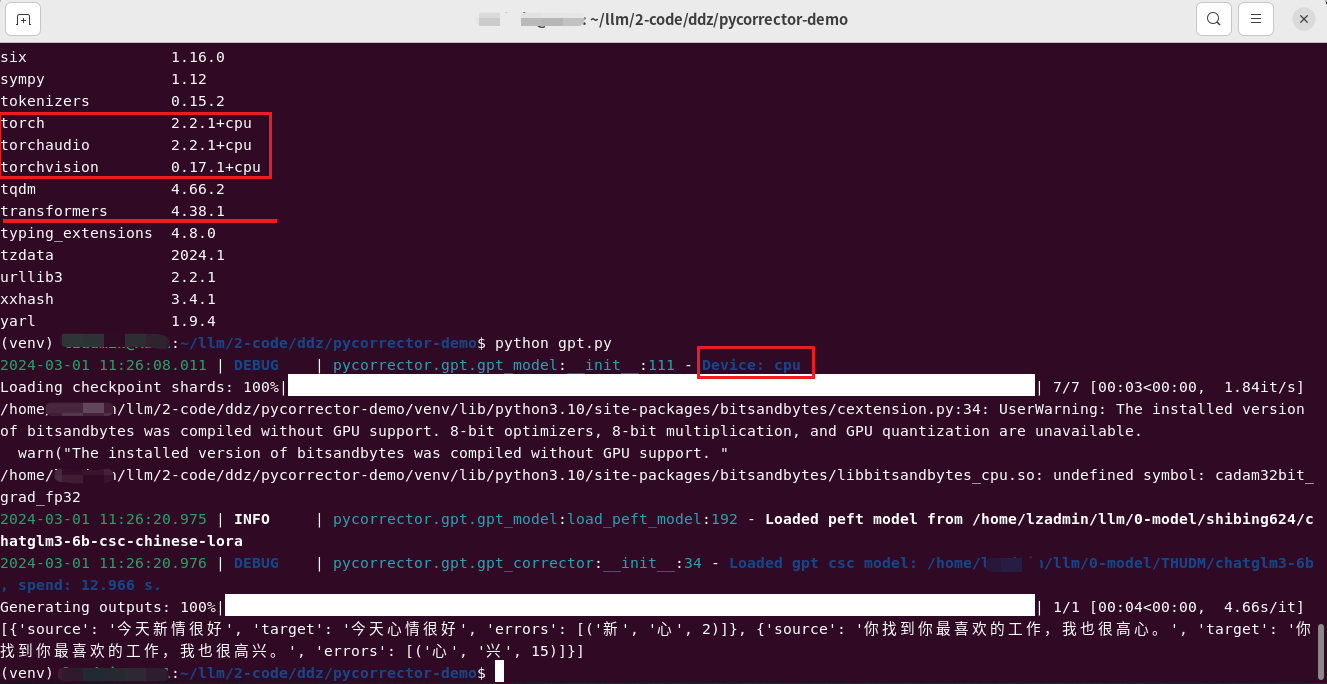 : ~/llm/2-code/ddz/pycorrector-demo
six 1.16.0
sympy 1.12
tokenizers 0.15.2
torch 2.2.1+cpu
torchaudio 2.2.1+cpu
torchvision 0.17.1+cpu
tqdm 4.66.2
transformers 4.38.1
typing_extensions 4.8.0
tzdata 2024.1
urllib3 2.2.1
xxhash 3.4.1
yarl 1.9.4
(venv) :~/llm/2-code/ddz/pycorrector-demo$ python gpt.py
2024-03-01 11:26:08.011 | DEBUG | pycorrector.gpt.gpt_model:__init__:111 - Device: cpu
Loading checkpoint shards: 100%| | 7/7 [00:03<00:00, 1.84it/s]
/home/ /llm/2-code/ddz/pycorrector-demo/venv/lib/python3.10/site-packages/bitsandbytes/cextension.py:34: UserWarning: The installed version
of bitsandbytes was compiled without GPU support. 8-bit optimizers, 8-bit multiplication, and GPU quantization are unavailable.
warn("The installed version of bitsandbytes was compiled without GPU support. "
/home/ /llm/2-code/ddz/pycorrector-demo/venv/lib/python3.10/site-packages/bitsandbytes/libbitsandbytes_cpu.so: undefined symbol: cadam32bit_
grad_fp32
2024-03-01 11:26:20.975 | INFO | pycorrector.gpt.gpt_model:load_peft_model:192 - Loaded peft model from /home/lzadmin/llm/0-model/shibing624/c
hatglm3-6b-csc-chinese-lora
2024-03-01 11:26:20.976 | DEBUG | pycorrector.gpt.gpt_corrector:__init__:34 - Loaded gpt csc model: /home/ /llm/0-model/THUDM/chatglm3-6b
, spend: 12.966 s.
Generating outputs: 100%| | 1/1 [00:04<00:00, 4.66s/it]
[{'source': '今天新情很好', 'target': '今天心情很好', 'errors': [('新', '心', 2)]}, {'source': '你找到你最喜欢的工作，我也很高心。', 'target': '你
找到你最喜欢的工作，我也很高兴。', 'errors': [('心', '兴', 15)]}]
(venv) :~/llm/2-code/ddz/pycorrector-demo$